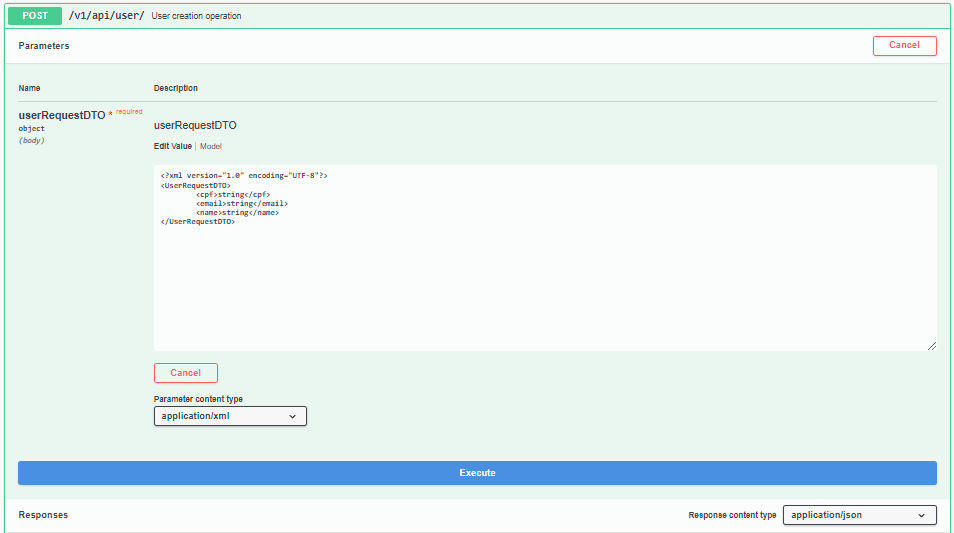 POST /v1/api/user/ User creation operation
Parameters
Cancel
Name Description
userRequestDTO * required
object
(body)
userRequestDTO
Edit Value | Model
<?xml version="1.0" encoding="UTF-8"?>
<UserRequestDTO>
<cpf>string</cpf>
<email>string</email>
<name>string</name>
</UserRequestDTO>
Cancel
Parameter content type
application/xml
Execute
Responses
Response content type application/json